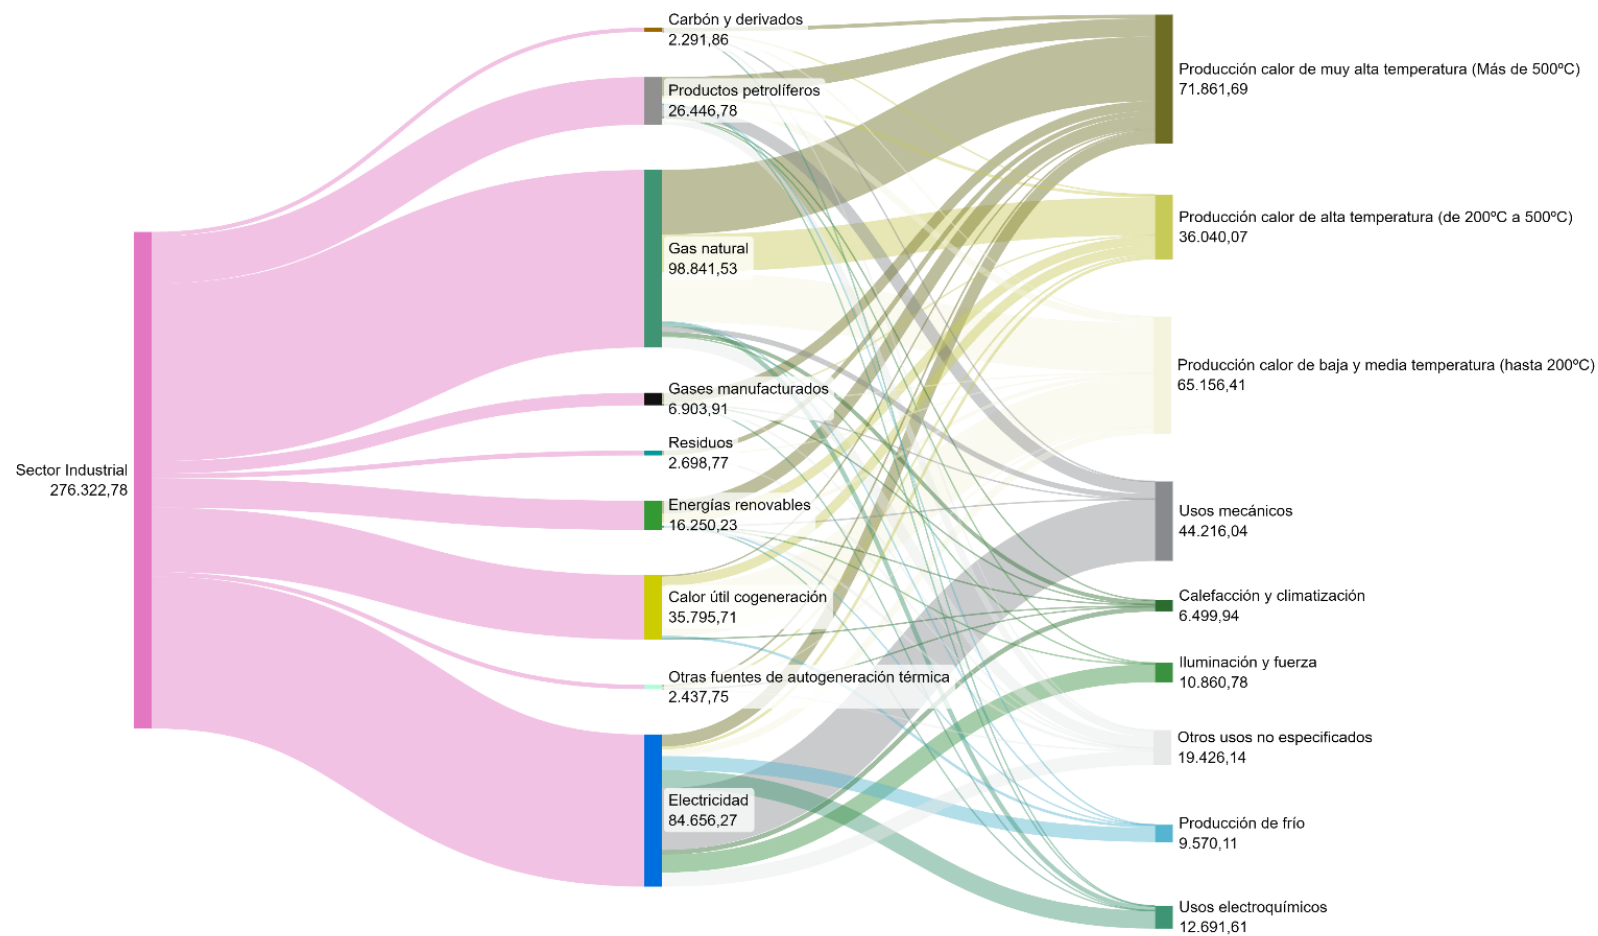 Sector Industrial
276.322,78
Carbón y derivados
2.291,86
Productos petrolíferos
26.446,78
Gas natural
98.841,53
Gases manufacturados
6.903,91
Residuos
2.698,77
Energías renovables
16.250,23
Calor útil cogeneración
35.795,71
Otras fuentes de autogeneración térmica
2.437,75
Electricidad
84.656,27
Producción calor de muy alta temperatura (Más de 500ºC)
71.861,69
Producción calor de alta temperatura (de 200ºC a 500ºC)
36.040,07
Producción calor de baja y media temperatura (hasta 200ºC)
65.156,41
Usos mecánicos
44.216,04
Calefacción y climatización
6.499,94
Iluminación y fuerza
10.860,78
Otros usos no especificados
19.426,14
Producción de frío
9.570,11
Usos electroquímicos
12.691,61